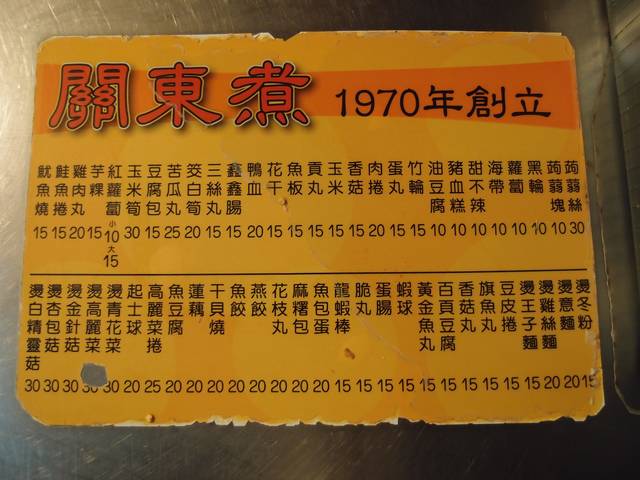 關東煮 1970年創立
魷魚燒 15
鮭魚捲 15
雞肉丸 20
芋粿 15
紅蘿蔔 小10大15
玉米筍 30
豆腐包 15
苦瓜 25
筊白筍 20
三絲丸 15
鑫鑫腸 15
鴨血 20
花干 15
魚板 15
貢丸 15
玉米 15
香菇 15
肉捲 15
蛋丸 15
竹輪 15
油豆腐 10
豬血糕 10
甜不辣 10
海帶 10
蘿蔔 10
黑輪 10
蒟蒻塊 10
蒟蒻絲 30
燙白精靈菇 30
燙杏包菇 30
燙金針菇 30
燙高麗菜 30
燙青花菜 30
起士球 20
高麗菜捲 25
魚豆腐 20
蓮藕 20
干貝燒 20
魚餃 20
燕餃 20
花枝丸 20
麻糬包 20
魚包蛋 20
龍蝦棒 15
脆丸 15
蛋腸 15
蝦球 15
黃金魚丸 15
百頁豆腐 15
香菇丸 15
旗魚丸 15
豆皮捲 15
燙王子麵 15
燙雞絲麵 20
燙意麵 20
燙冬粉 15